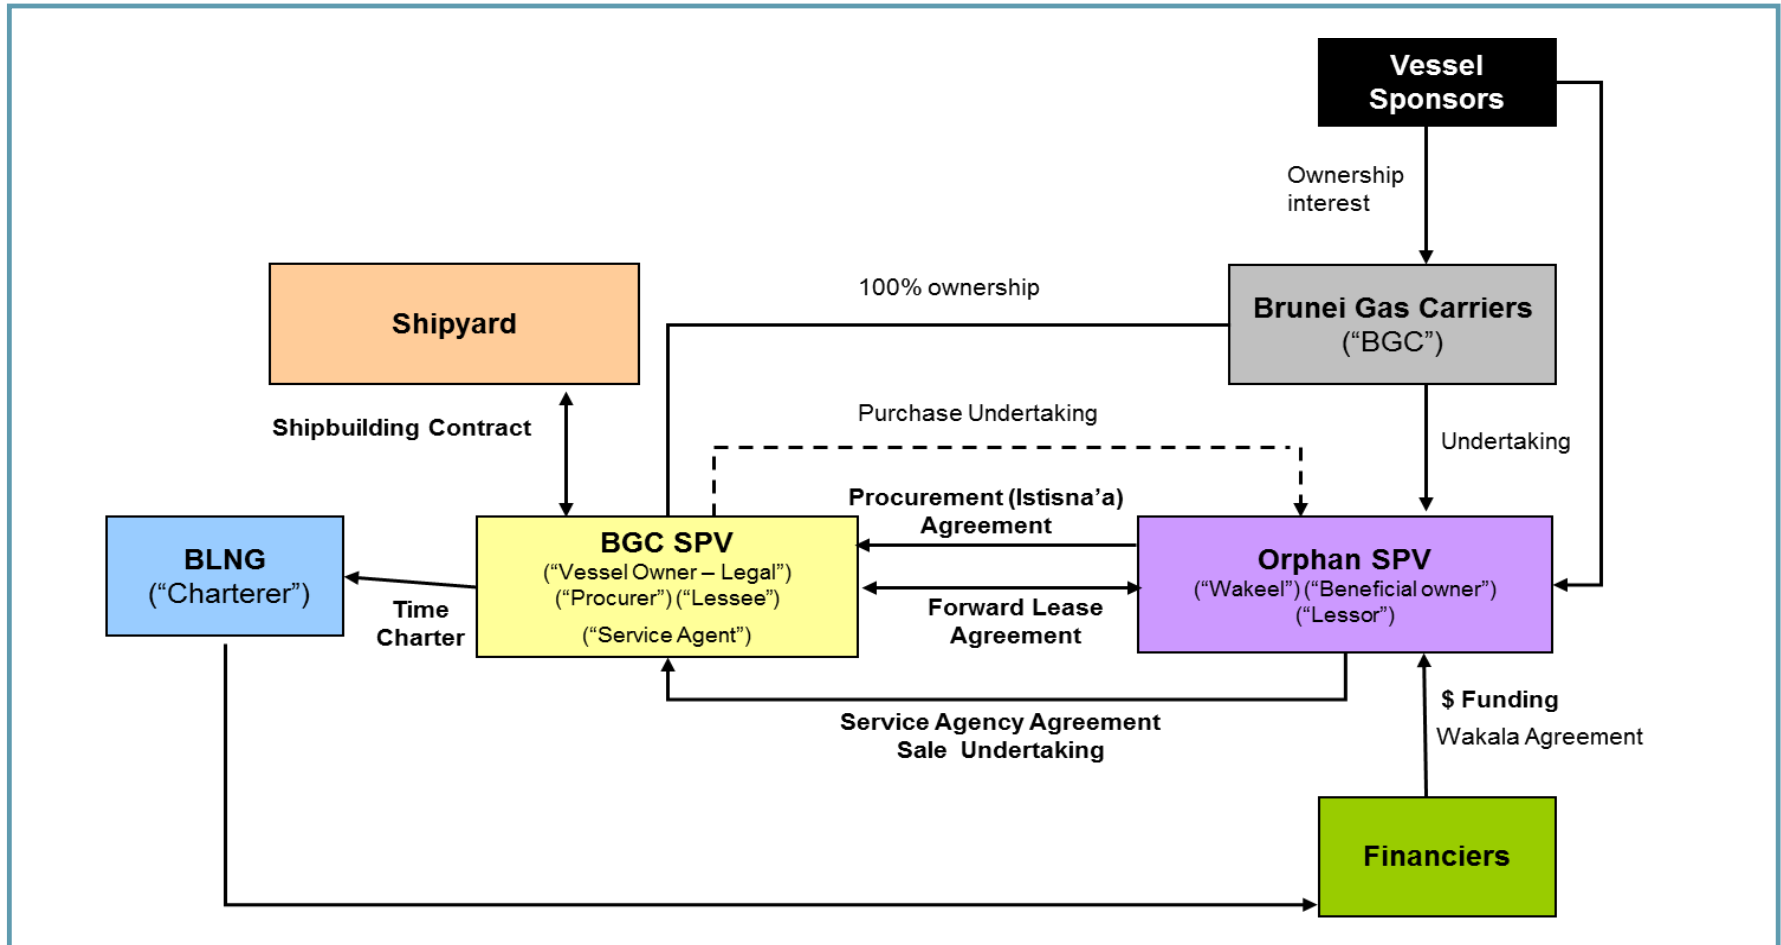 Vessel
Sponsors
Ownership
interest
100% ownership
Shipyard
Brunei Gas Carriers
(“BGC”)
Shipbuilding Contract
Purchase Undertaking
Undertaking
Procurement (Istisna’a)
Agreement
BLNG
(“Charterer”)
Time
Charter
BGC SPV
(“Vessel Owner – Legal”)
(“Procurer”) (“Lessee”)
(“Service Agent”)
Forward Lease
Agreement
Orphan SPV
(“Wakeel”) (“Beneficial owner”)
(“Lessor”)
Service Agency Agreement
Sale Undertaking
$ Funding
Wakala Agreement
Financiers